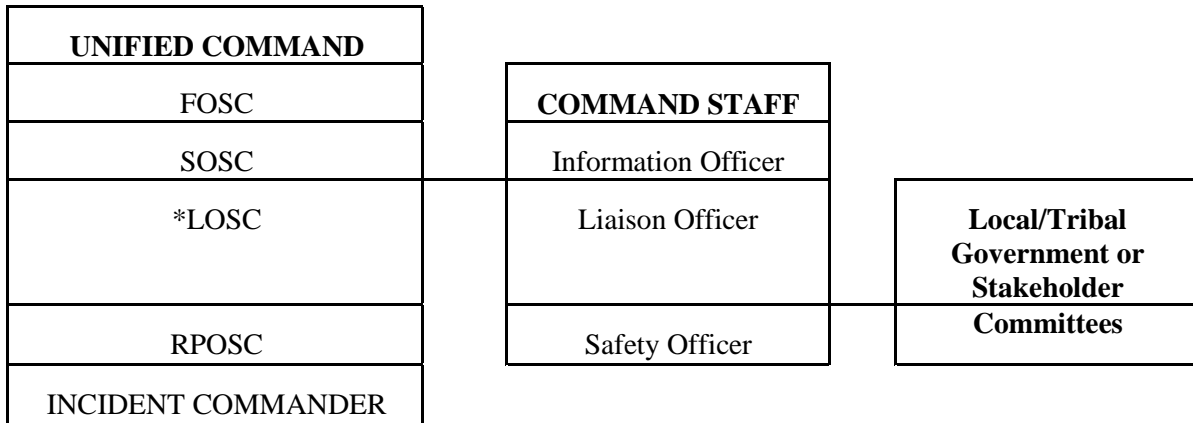 UNIFIED COMMAND
FOSC
SOSC
*LOSC
RPOSC
INCIDENT COMMANDER
COMMAND STAFF
Information Officer
Liaison Officer
Safety Officer
Local/Tribal
Government or
Stakeholder
Committees